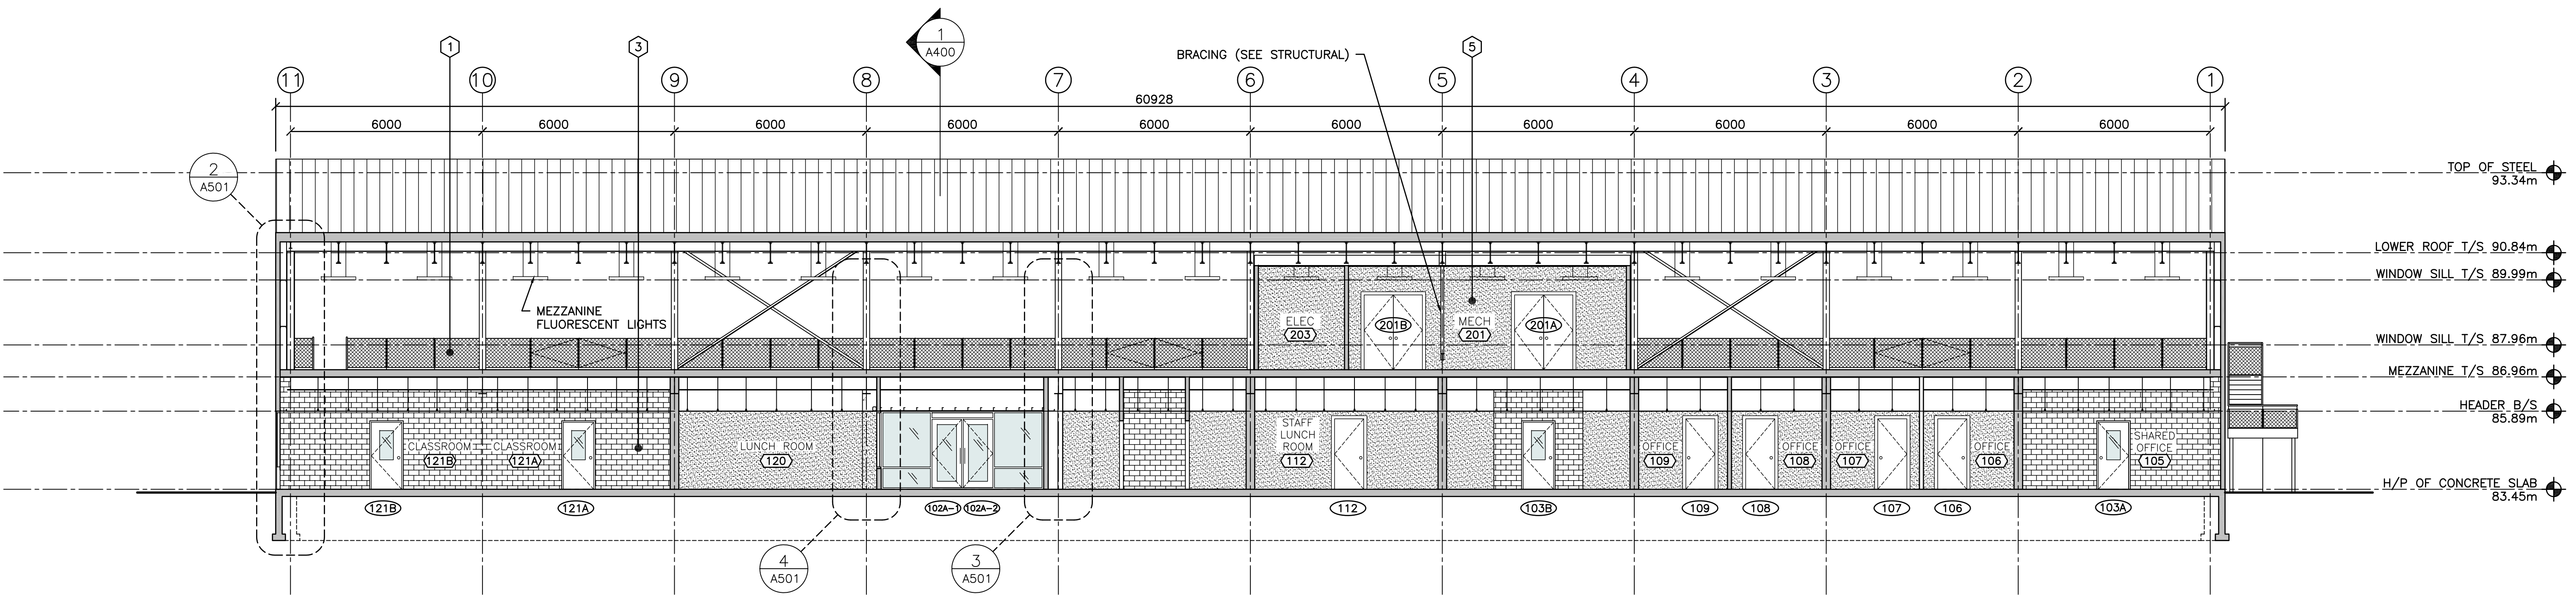 1
A400
BRACING (SEE STRUCTURAL)
1
3
5
11
10
9
8
7
6
5
4
3
2
1
60928
6000
6000
6000
6000
6000
6000
6000
6000
6000
6000
2
A501
TOP OF STEEL
93.34m
LOWER ROOF T/S 90.84m
WINDOW SILL T/S 89.99m
MEZZANINE
FLUORESCENT LIGHTS
ELEC
203
201B
MECH
201
201A
WINDOW SILL T/S 87.96m
MEZZANINE T/S 86.96m
HEADER B/S
85.89m
CLASSROOM
121B
CLASSROOM
121A
LUNCH ROOM
120
STAFF
LUNCH
ROOM
112
OFFICE
109
OFFICE
108
OFFICE
107
OFFICE
106
SHARED
OFFICE
105
H/P OF CONCRETE SLAB
83.45m
121B
121A
102A-1
102A-2
112
103B
109
108
107
106
103A
4
A501
3
A501